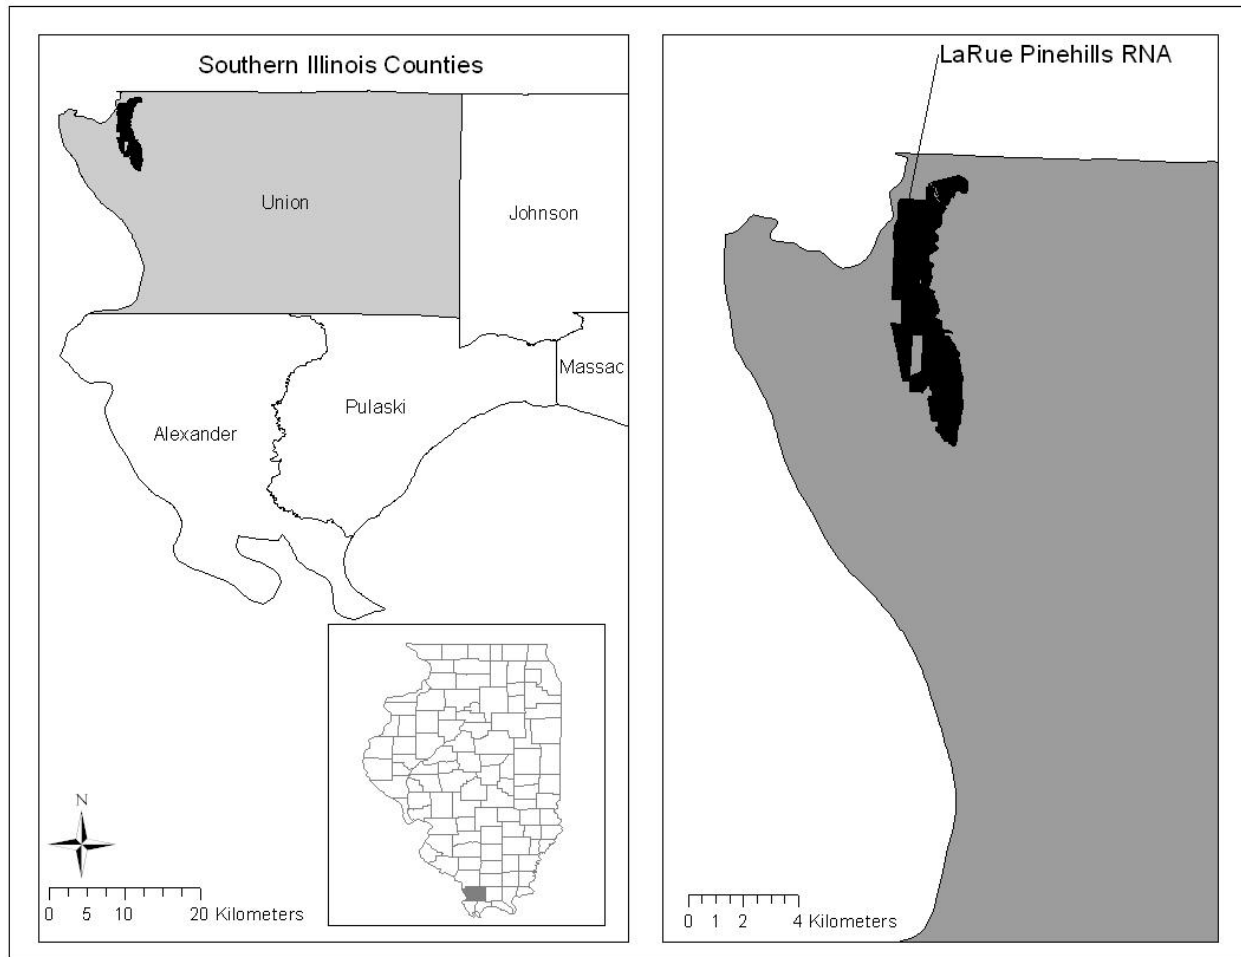 Southern Illinois Counties
Union
Johnson
Massac
Pulaski
Alexander
N
0 5 10 20 Kilometers
LaRue Pinehills RNA
0 1 2 4 Kilometers